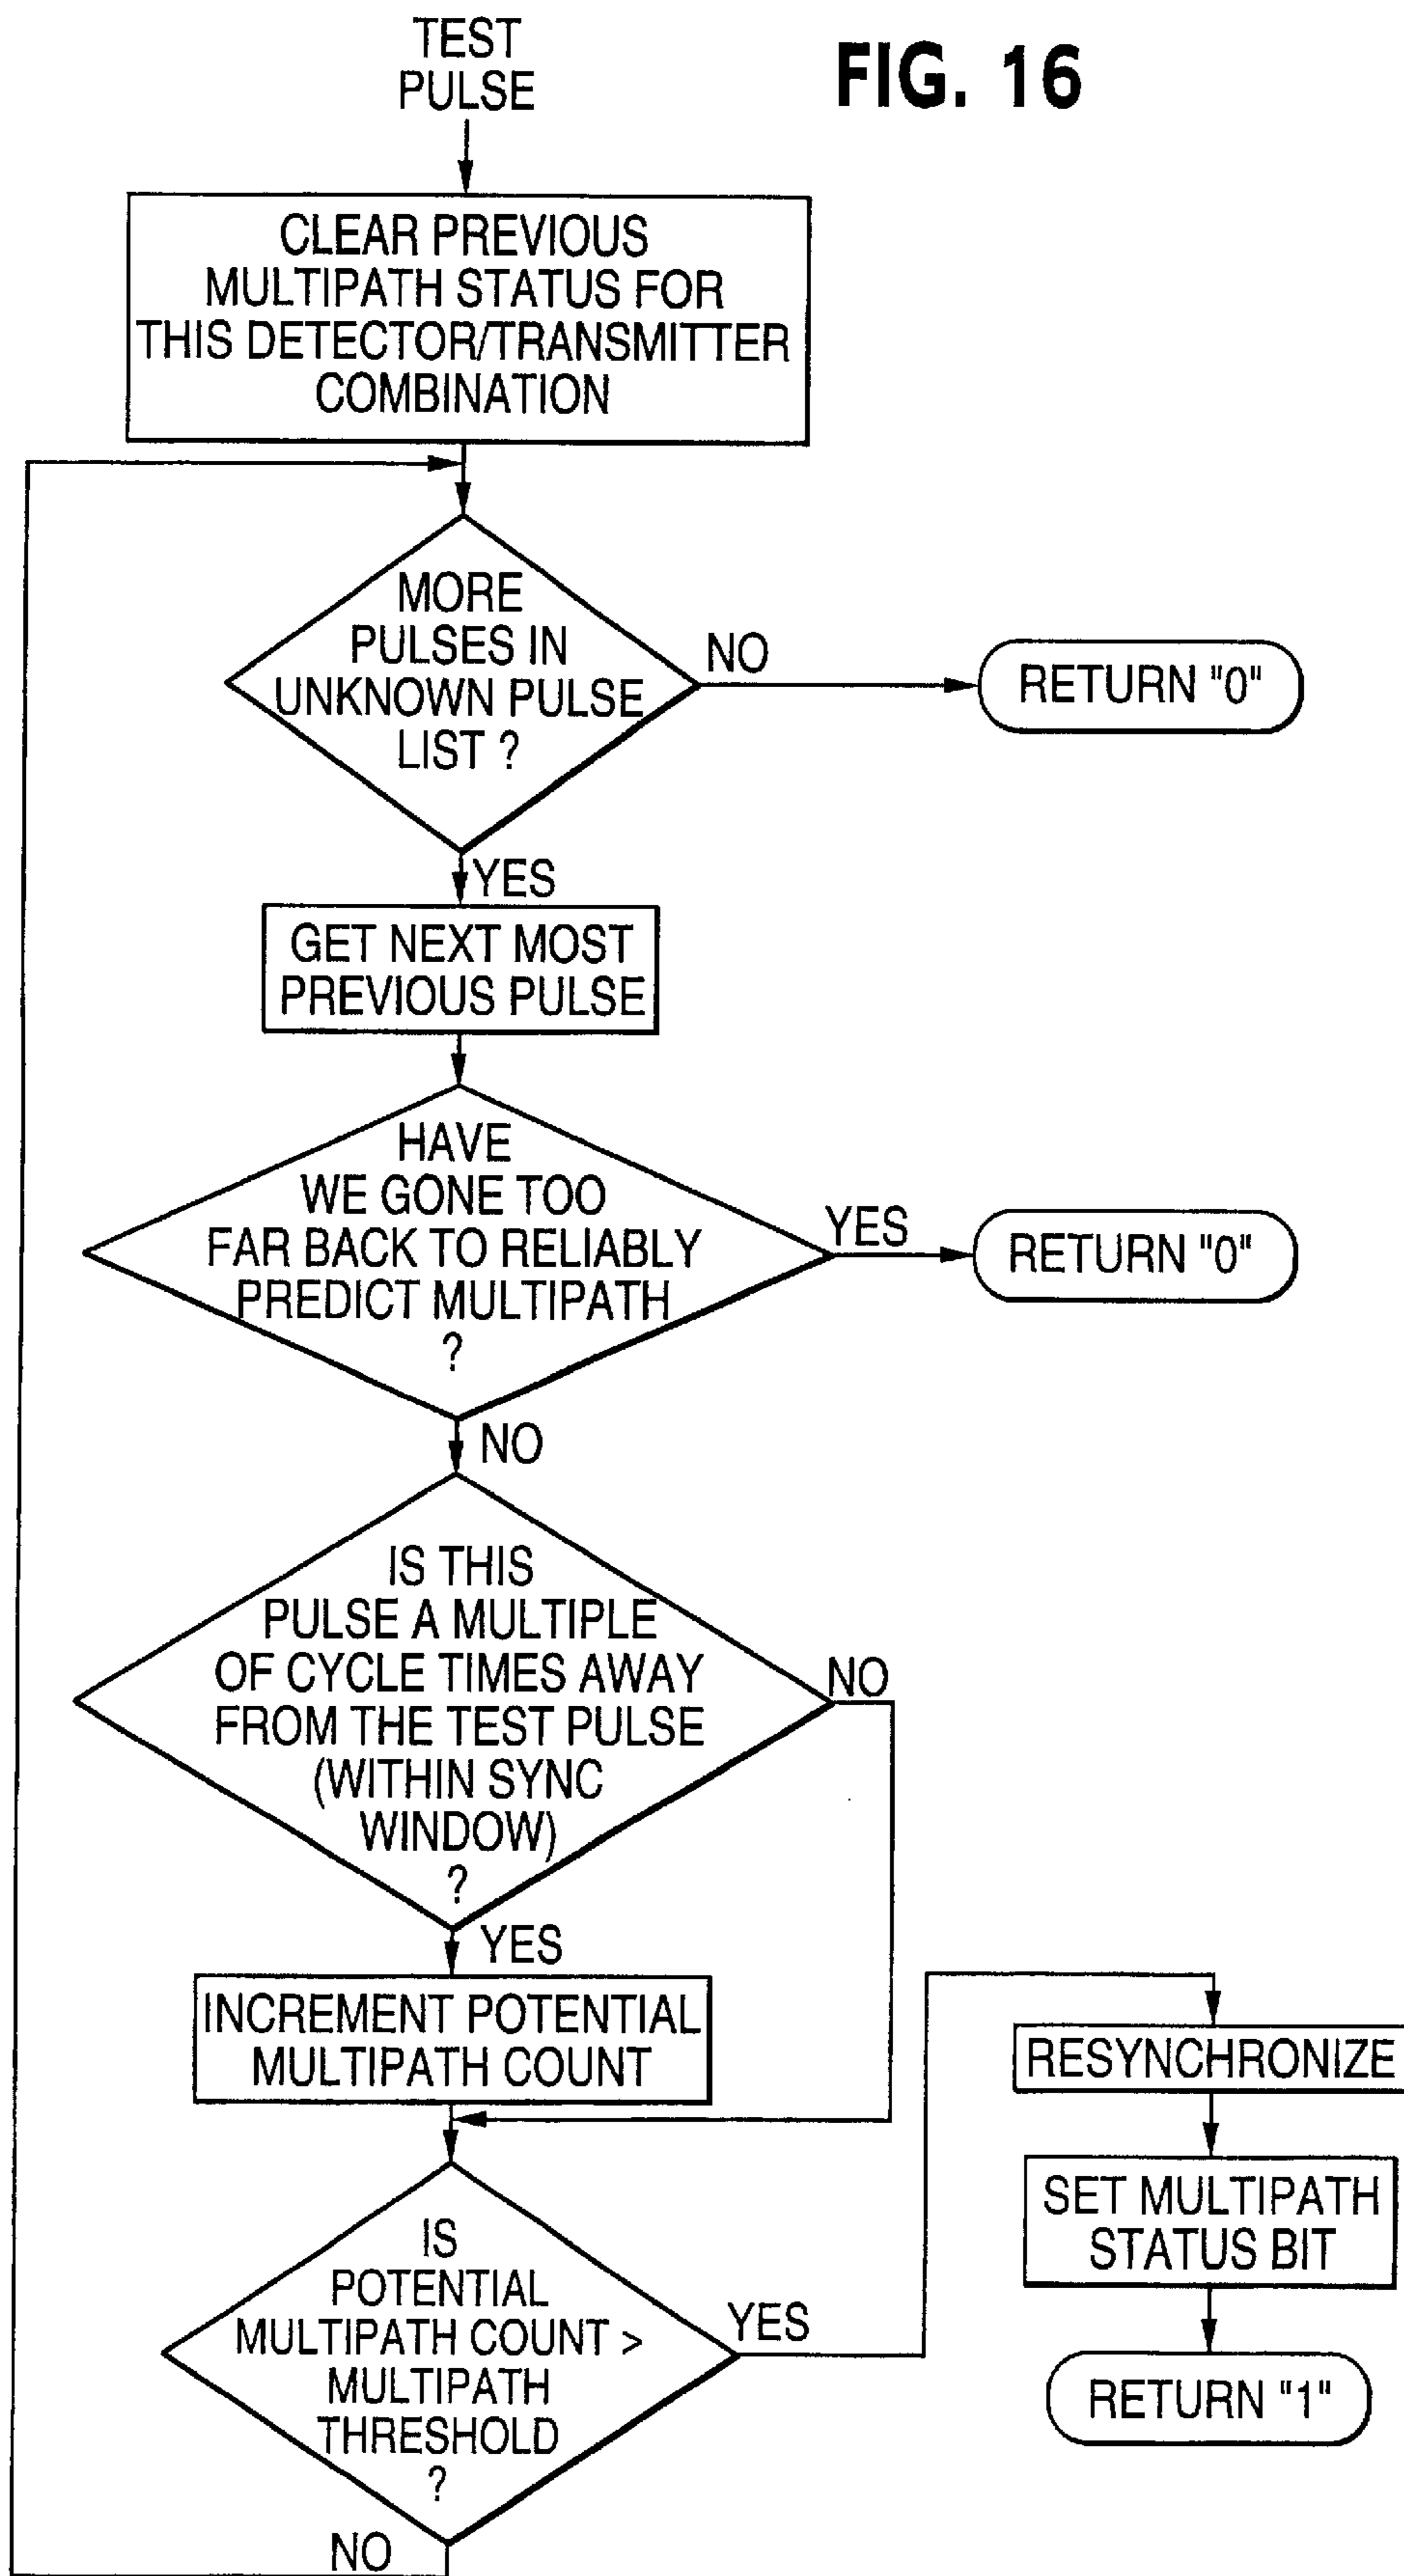 TEST
PULSE
FIG. 16
CLEAR PREVIOUS
MULTIPATH STATUS FOR
THIS DETECTOR/TRANSMITTER
COMBINATION
MORE
PULSES IN
UNKNOWN PULSE
LIST ?
NO
RETURN "0"
YES
GET NEXT MOST
PREVIOUS PULSE
HAVE
WE GONE TOO
FAR BACK TO RELIABLY
PREDICT MULTIPATH
?
YES
RETURN "0"
NO
IS THIS
PULSE A MULTIPLE
OF CYCLE TIMES AWAY
FROM THE TEST PULSE
(WITHIN SYNC
WINDOW)
?
NO
YES
INCREMENT POTENTIAL
MULTIPATH COUNT
IS
POTENTIAL
MULTIPATH COUNT >
MULTIPATH
THRESHOLD
?
YES
RESYNCHRONIZE
SET MULTIPATH
STATUS BIT
RETURN "1"
NO